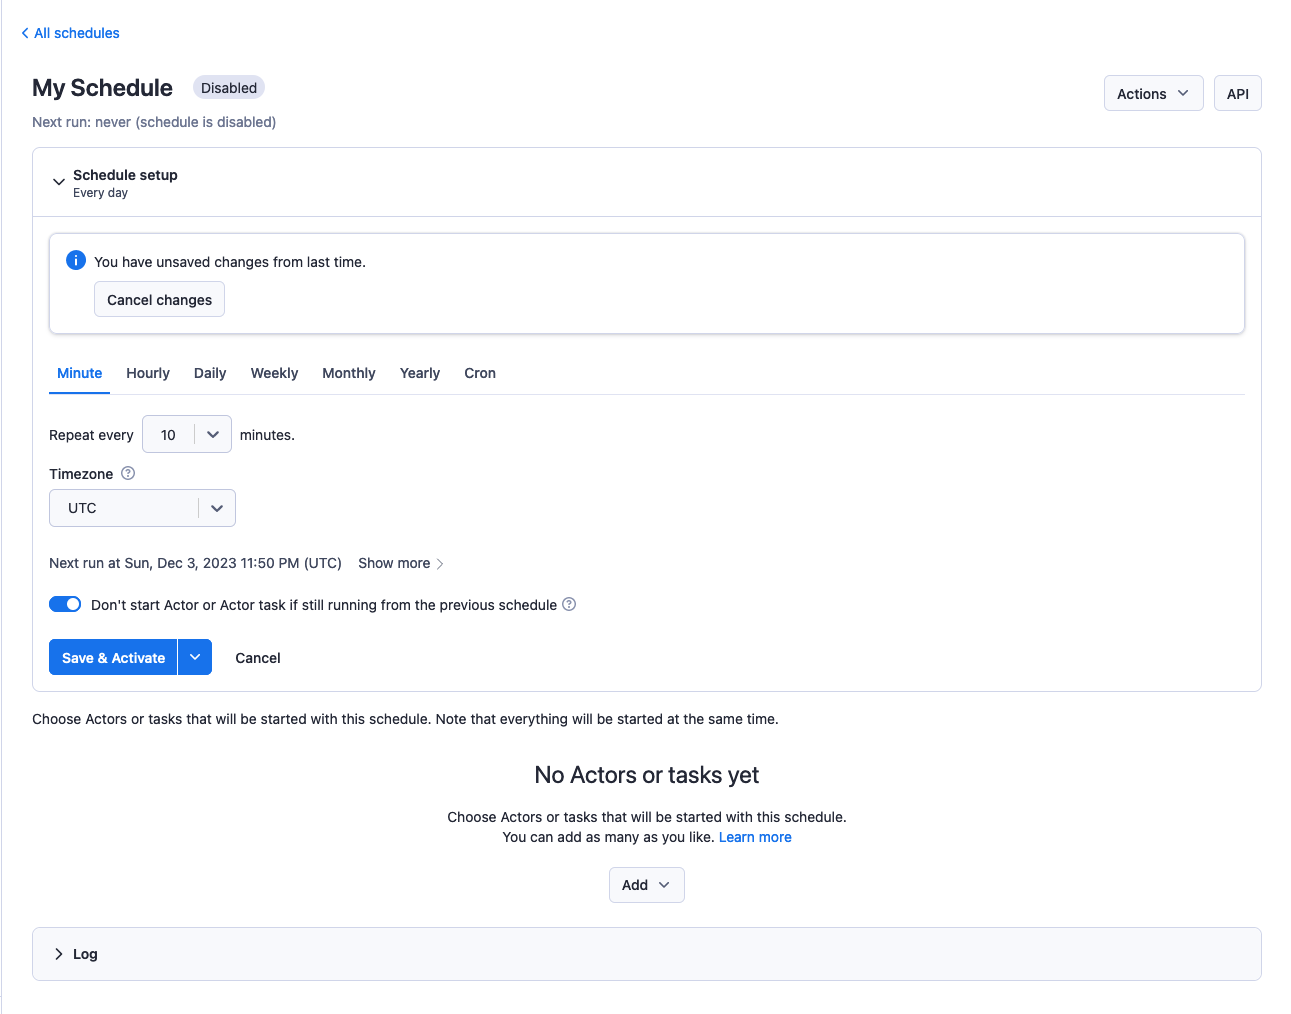 All schedules
My Schedule Disabled
Actions API
Next run: never (schedule is disabled)
Schedule setup
Every day
You have unsaved changes from last time.
Cancel changes
Minute Hourly Daily Weekly Monthly Yearly Cron
Repeat every 10 minutes.
Timezone
UTC
Next run at Sun, Dec 3, 2023 11:50 PM (UTC) Show more
Don't start Actor or Actor task if still running from the previous schedule
Save & Activate Cancel
Choose Actors or tasks that will be started with this schedule. Note that everything will be started at the same time.
No Actors or tasks yet
Choose Actors or tasks that will be started with this schedule.
You can add as many as you like. Learn more
Add
Log